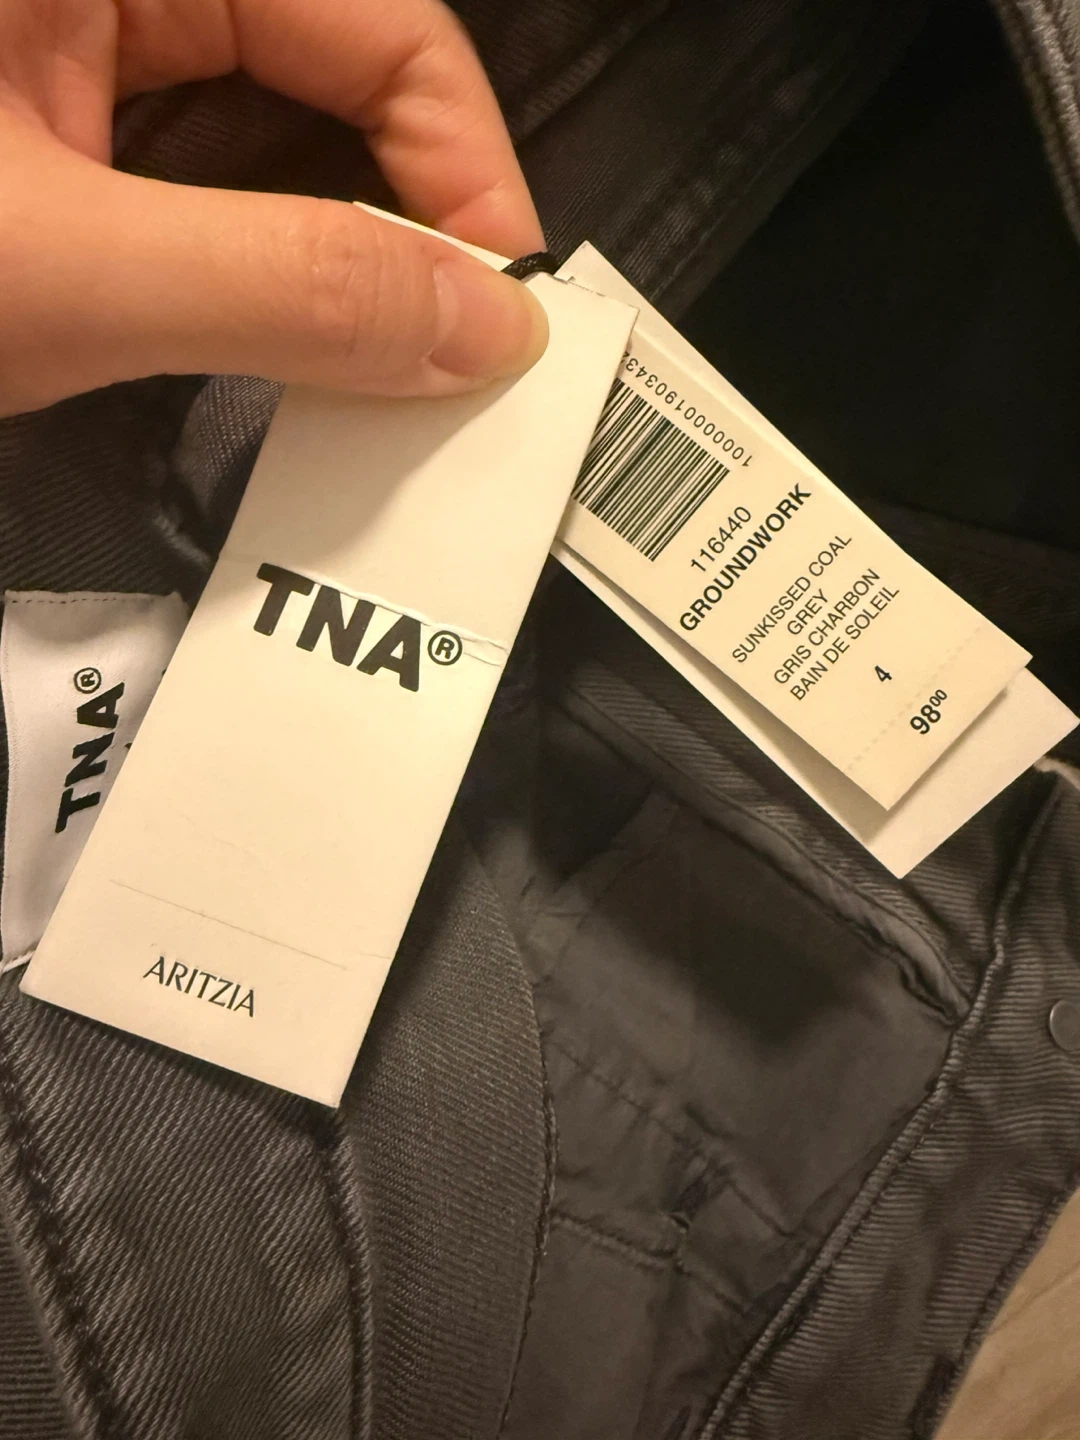 TNA®
ARITZIA
TNA®
116440
GROUNDWORK
SUNKISSED COAL
GREY
GRIS CHARBON
BAIN DE SOLEIL
4
98⁰⁰